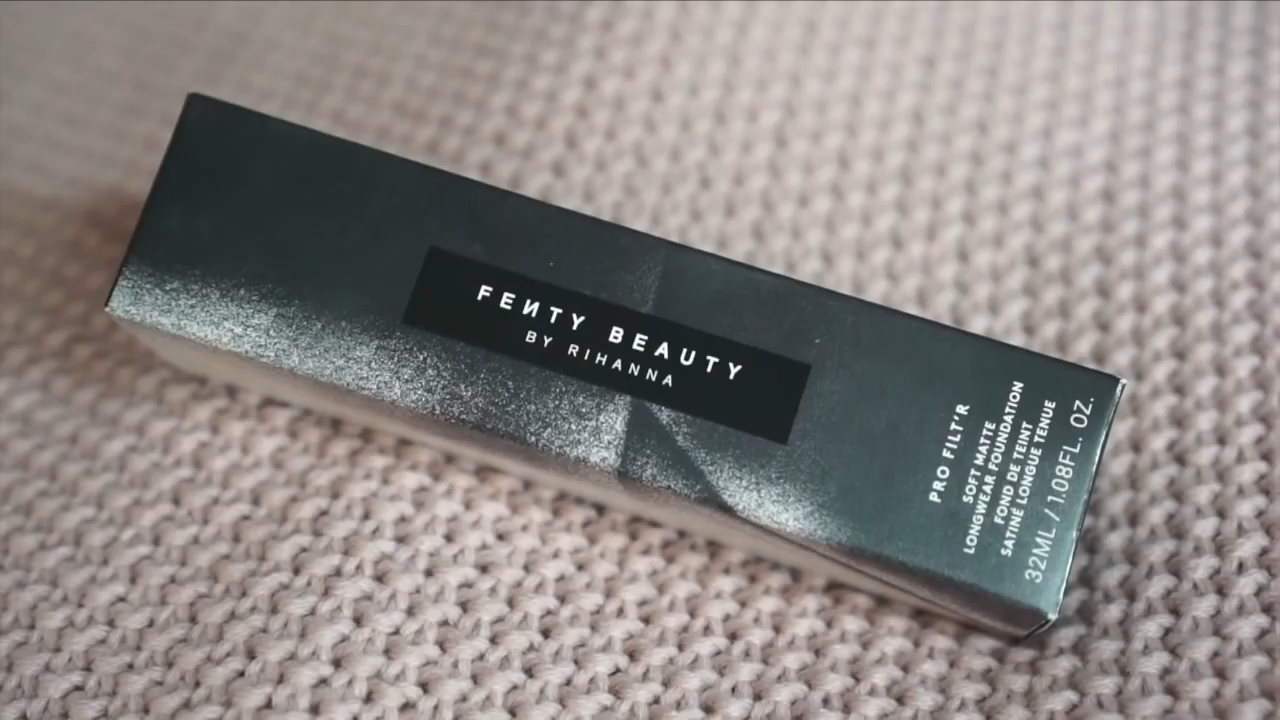 FEИTY BEAUTY
BY RIHANNA
PRO FILT'R
SOFT MATTE
LONGWEAR FOUNDATION
FOND DE TEINT
SATINÉ LONGUE TENUE
32ML / 1.08FL. OZ.